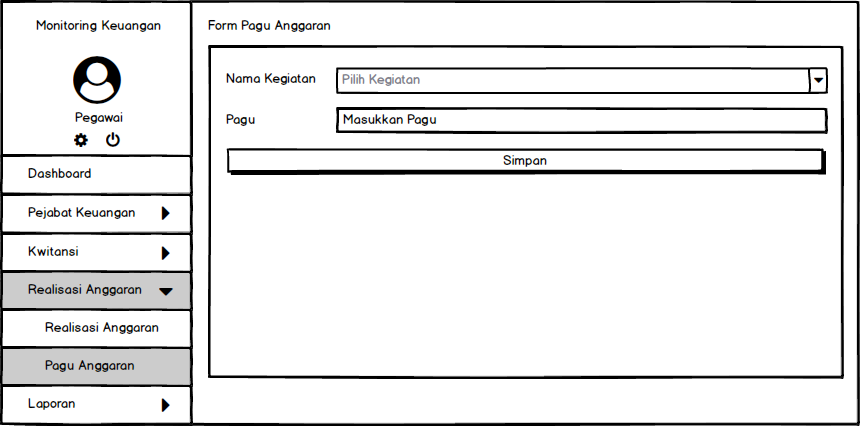 Monitoring Keuangan
Pegawai
Dashboard
Pejabat Keuangan
Kwitansi
Realisasi Anggaran
Realisasi Anggaran
Pagu Anggaran
Laporan
Form Pagu Anggaran
Nama Kegiatan
Pilih Kegiatan
Pagu
Masukkan Pagu
Simpan